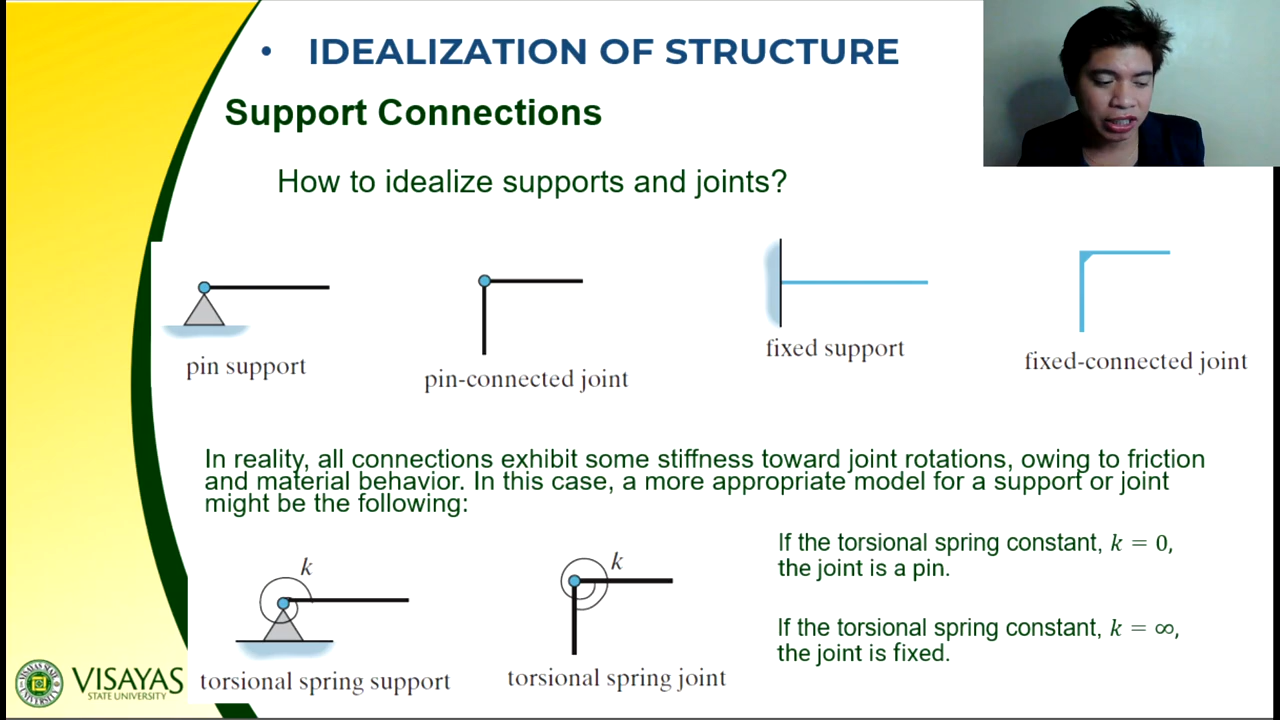 • IDEALIZATION OF STRUCTURE
Support Connections
How to idealize supports and joints?
pin support
pin-connected joint
fixed support
fixed-connected joint
In reality, all connections exhibit some stiffness toward joint rotations, owing to friction
and material behavior. In this case, a more appropriate model for a support or joint
might be the following:
k
torsional spring support
k
torsional spring joint
If the torsional spring constant, k = 0,
the joint is a pin.
If the torsional spring constant, k = ∞,
the joint is fixed.
VISAYAS
STATE UNIVERSITY